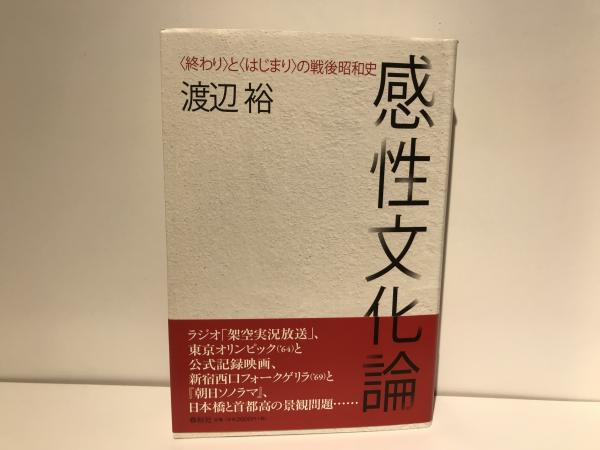 〈終わり〉と〈はじまり〉の戦後昭和史
渡辺 裕
感性文化論
ラジオ「架空実況放送」、
東京オリンピック('64)と
公式記録映画、
新宿西口フォークゲリラ('69)と
『朝日ソノラマ』、
日本橋と首都高の景観問題……
春秋社